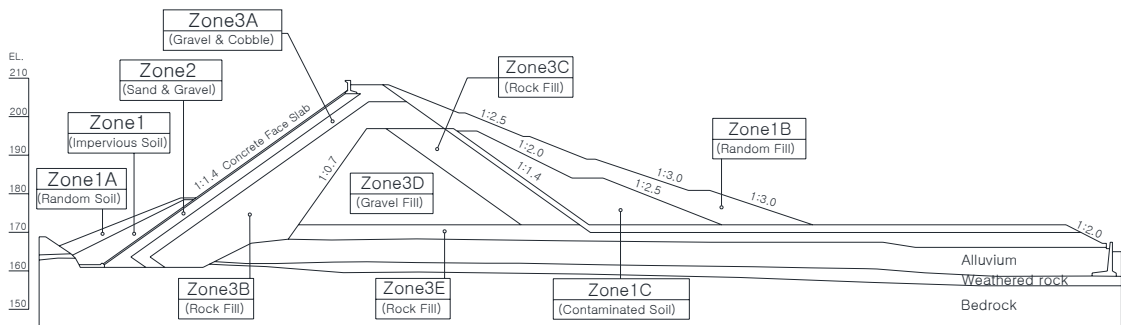 Zone3A
(Gravel & Cobble)
EL.
Zone2
(Sand & Gravel)
Zone3C
(Rock Fill)
210
200
190
180
170
160
150
Zone1
(Impervious Soil)
1:1.4 Concrete Face Slab
1:2.5
1:2.0
1:1.4
Zone1B
(Random Fill)
1:3.0
Zone1A
(Random Soil)
1:0.7
Zone3D
(Gravel Fill)
1:2.5
1:3.0
1:2.0
Alluvium
Weathered rock
Bedrock
Zone3B
(Rock Fill)
Zone3E
(Rock Fill)
Zone1C
(Contaminated Soil)